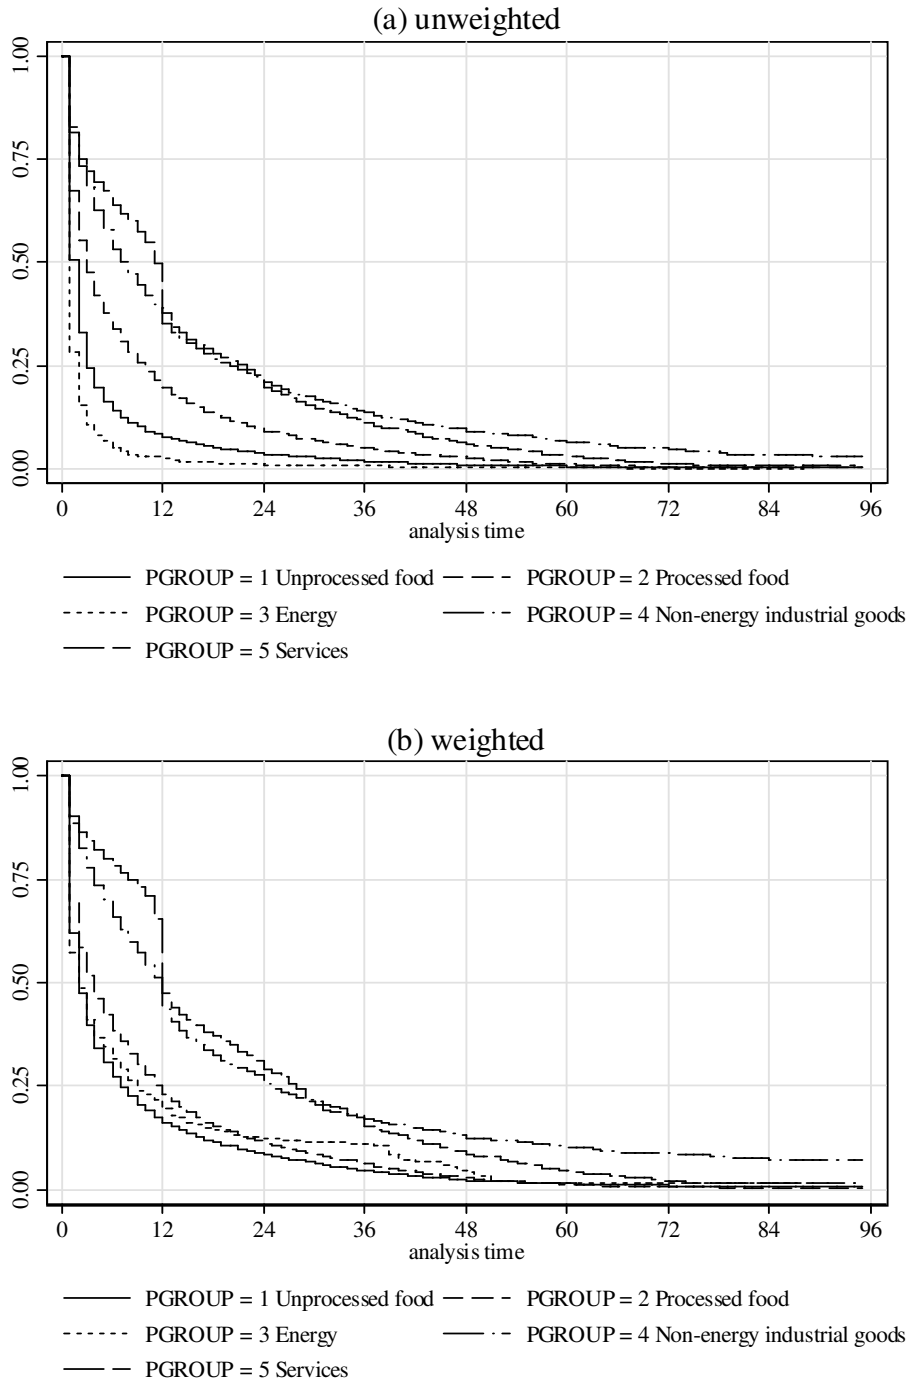 (a) unweighted
1.00
0.75
0.50
0.25
0.00
0 12 24 36 48 60 72 84 96
analysis time
PGROUP = 1 Unprocessed food PGROUP = 2 Processed food
PGROUP = 3 Energy PGROUP = 4 Non-energy industrial goods
PGROUP = 5 Services
(b) weighted
1.00
0.75
0.50
0.25
0.00
0 12 24 36 48 60 72 84 96
analysis time
PGROUP = 1 Unprocessed food PGROUP = 2 Processed food
PGROUP = 3 Energy PGROUP = 4 Non-energy industrial goods
PGROUP = 5 Services